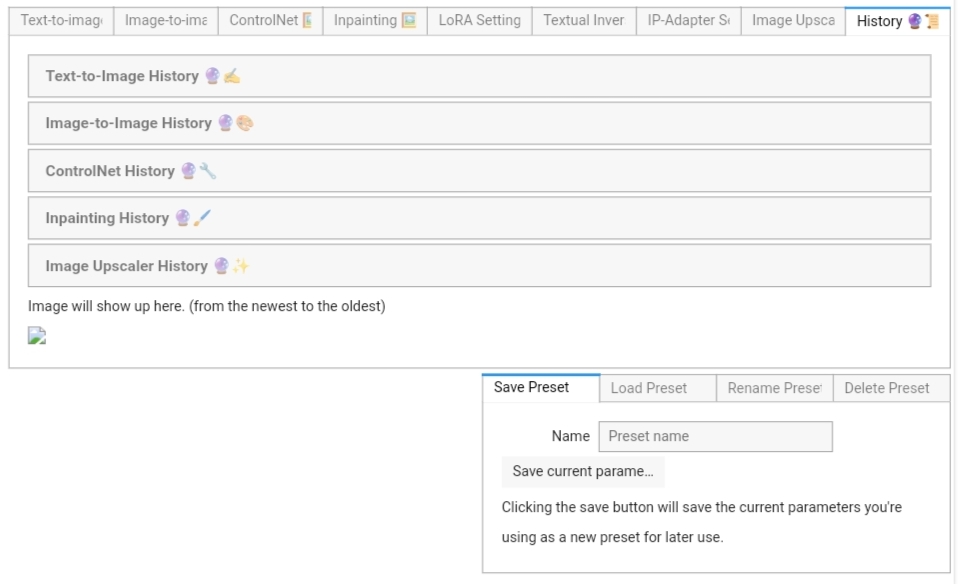 Text-to-imag
Image-to-ima
ControlNet
Inpainting 🖼️
LoRA Setting
Textual Inver
IP-Adapter Se
Image Upsca
History 🔮📜
Text-to-Image History 🔮✍️
Image-to-Image History 🔮🎨
ControlNet History 🔮🔧
Inpainting History 🔮🖌️
Image Upscaler History 🔮✨
Image will show up here. (from the newest to the oldest)
Save Preset
Load Preset
Rename Prese
Delete Preset
Name
Preset name
Save current parame…
Clicking the save button will save the current parameters you're
using as a new preset for later use.